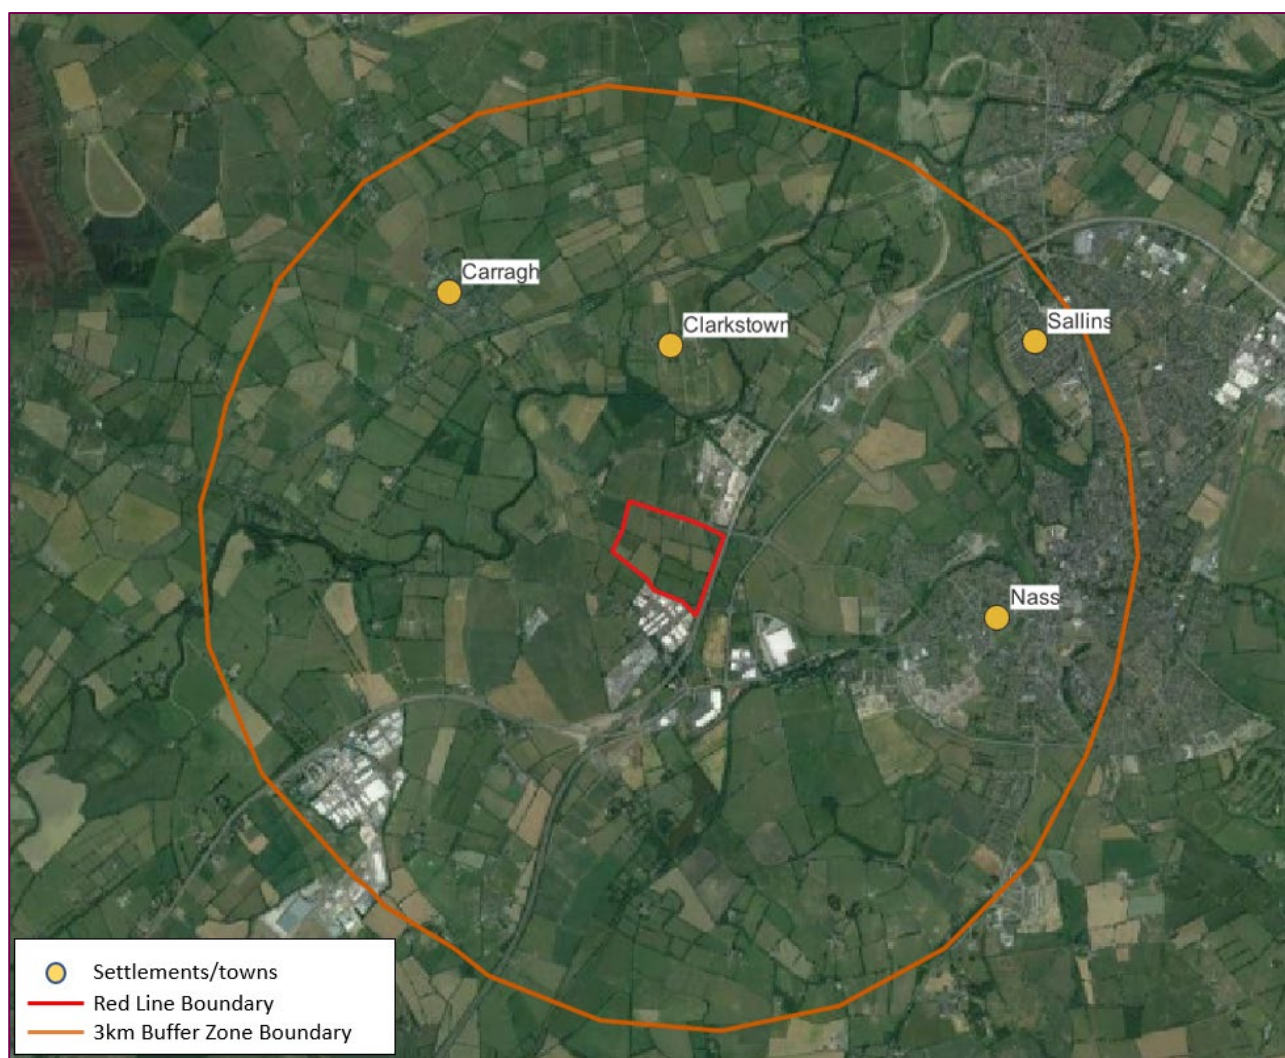 Carragh
Clarkstown
Sallins
Nass
Settlements/towns
Red Line Boundary
3km Buffer Zone Boundary